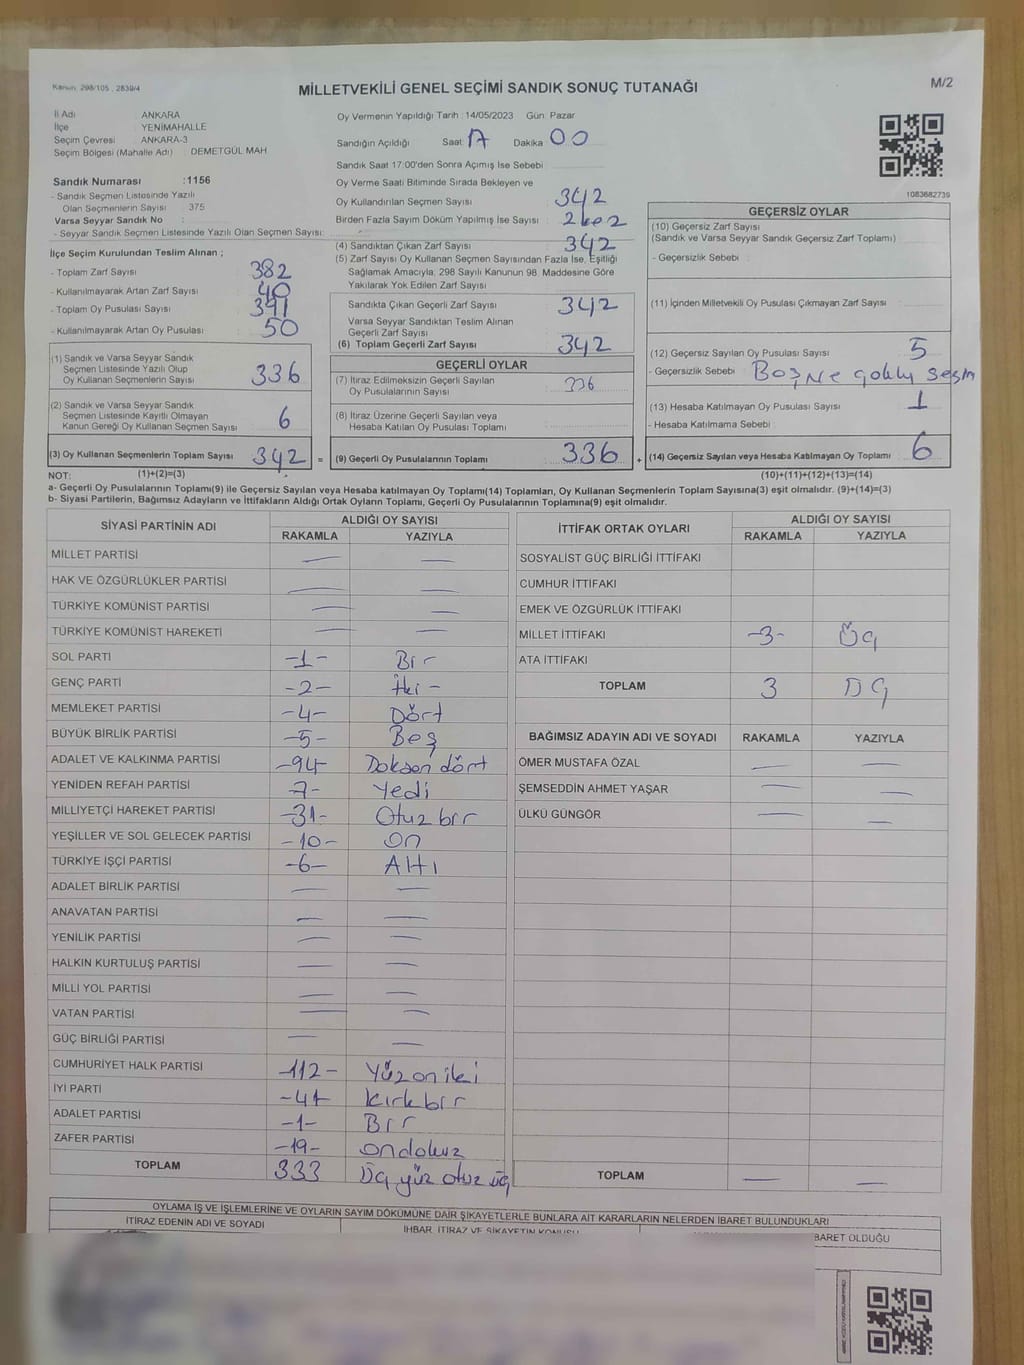 Kanun: 298/105, 2839/4
MİLLETVEKİLİ GENEL SEÇİMİ SANDIK SONUÇ TUTANAĞI
M/2
İl Adı ANKARA
İlçe : YENİMAHALLE
Seçim Çevresi : ANKARA-3
Seçim Bölgesi (Mahalle Adı) : DEMETGÜL MAH.
Sandık Numarası :1156
- Sandık Seçmen Listesinde Yazılı
Olan Seçmenlerin Sayısı : 375
Varsa Seyyar Sandık No :
- Seyyar Sandık Seçmen Listesinde Yazılı Olan Seçmen Sayısı:
Oy Vermenin Yapıldığı Tarih :14/05/2023 Gün: Pazar
Sandığın Açıldığı Saat: 17 Dakika 00
Sandık Saat 17:00'den Sonra Açımış İse Sebebi
Oy Verme Saati Bitiminde Sırada Bekleyen ve
Oy Kullandırılan Seçmen Sayısı : 342
Birden Fazla Sayım Döküm Yapılmış İse Sayısı : 2
1083682739
İlçe Seçim Kurulundan Teslim Alınan ;
- Toplam Zarf Sayısı : 382
- Kullanılmayarak Artan Zarf Sayısı : 40
- Toplam Oy Pusulası Sayısı : 391
- Kullanılmayarak Artan Oy Pusulası : 50
(1) Sandık ve Varsa Seyyar Sandık
Seçmen Listesinde Yazılı Olup
Oy Kullanan Seçmenlerin Sayısı : 336
(2) Sandık ve Varsa Seyyar Sandık
Seçmen Listesinde Kayıtlı Olmayan
Kanun Gereği Oy Kullanan Seçmen Sayısı : 6
(3) Oy Kullanan Seçmenlerin Toplam Sayısı : 342 =
(4) Sandıktan Çıkan Zarf Sayısı : 342
(5) Zarf Sayısı Oy Kullanan Seçmen Sayısından Fazla İse, Eşitliği
Sağlamak Amacıyla, 298 Sayılı Kanunun 98. Maddesine Göre
Yakılarak Yok Edilen Zarf Sayısı
Sandıkta Çıkan Geçerli Zarf Sayısı : 342
Varsa Seyyar Sandıktan Teslim Alınan
Geçerli Zarf Sayısı
(6) Toplam Geçerli Zarf Sayısı : 342
GEÇERLİ OYLAR
(7) İtiraz Edilmeksizin Geçerli Sayılan
Oy Pusulasının Sayısı : 336
(8) İtiraz Üzerine Geçerli Sayılan veya
Hesaba Katılan Oy Pusulası Toplamı :
(9) Geçerli Oy Pusulalarının Toplamı : 336 +
GEÇERSİZ OYLAR
(10) Geçersiz Zarf Sayısı
(Sandık ve Varsa Seyyar Sandık Geçersiz Zarf Toplamı) :
- Geçersizlik Sebebi :
(11) İçinden Milletvekili Oy Pusulası Çıkmayan Zarf Sayısı :
(12) Geçersiz Sayılan Oy Pusulası Sayısı : 5
- Geçersizlik Sebebi : Boş Ne çoklu Seçim
(13) Hesaba Katılmayan Oy Pusulası Sayısı : 1
- Hesaba Katılmama Sebebi :
(14) Geçersiz Sayılan veya Hesaba Katılmayan Oy Toplamı : 6
NOT: (1)+(2)=(3) (10)+(11)+(12)+(13)=(14)
a- Geçerli Oy Pusulalarının Toplamı(9) ile Geçersiz Sayılan veya Hesaba katılmayan Oy Toplamı(14) Toplamları, Oy Kullanan Seçmenlerin Toplam Sayısına(3) eşit olmalıdır. (9)+(14)=(3)
b- Siyasi Partilerin, Bağımsız Adayların ve İttifakların Aldığı Ortak Oyların Toplamı, Geçerli Oy Pusulalarının Toplamına(9) eşit olmalıdır.
SİYASİ PARTİNİN ADI ALDIĞI OY SAYISI
RAKAMLA YAZIYLA
MİLLET PARTİSİ — —
HAK VE ÖZGÜRLÜKLER PARTİSİ — —
TÜRKİYE KOMÜNİST PARTİSİ — —
TÜRKİYE KOMÜNİST HAREKETİ — —
SOL PARTİ -1- Bir
GENÇ PARTİ -2- İki -
MEMLEKET PARTİSİ -4- Dört
BÜYÜK BİRLİK PARTİSİ -5- Beş
ADALET VE KALKINMA PARTİSİ -94- Doksan dört
YENİDEN REFAH PARTİSİ -7- Yedi
MİLLİYETÇİ HAREKET PARTİSİ -31- Otuz bir
YEŞİLLER VE SOL GELECEK PARTİSİ -10- On
TÜRKİYE İŞÇİ PARTİSİ -6- Altı
ADALET BİRLİK PARTİSİ — —
ANAVATAN PARTİSİ — —
YENİLİK PARTİSİ — —
HALKIN KURTULUŞ PARTİSİ — —
MİLLİ YOL PARTİSİ — —
VATAN PARTİSİ — —
GÜÇ BİRLİĞİ PARTİSİ — —
CUMHURİYET HALK PARTİSİ -112- Yüz on iki
İYİ PARTİ -41 Kırk bir
ADALET PARTİSİ -1- Bir
ZAFER PARTİSİ -19- on dokuz
TOPLAM 333 Üç yüz otuz üç
İTTİFAK ORTAK OYLARI ALDIĞI OY SAYISI
RAKAMLA YAZIYLA
SOSYALİST GÜÇ BİRLİĞİ İTTİFAKI
CUMHUR İTTİFAKI
EMEK VE ÖZGÜRLÜK İTTİFAKI
MİLLET İTTİFAKI -3- Üç
ATA İTTİFAKI
TOPLAM 3 Üç
BAĞIMSIZ ADAYIN ADI VE SOYADI RAKAMLA YAZIYLA
ÖMER MUSTAFA ÖZAL — —
ŞEMSEDDİN AHMET YAŞAR — —
ÜLKÜ GÜNGÖR — —
TOPLAM — —
OYLAMA İŞ VE İŞLEMLERİNE VE OYLARIN SAYIM DÖKÜMÜNE DAİR ŞİKAYETLERLE BUNLARA AİT KARARLARIN NELERDEN İBARET BULUNDUKLARI
İTİRAZ EDENİN ADI VE SOYADI İHBAR, İTİRAZ VE ŞİKAYETİN KONUSU BARET OLDUĞU